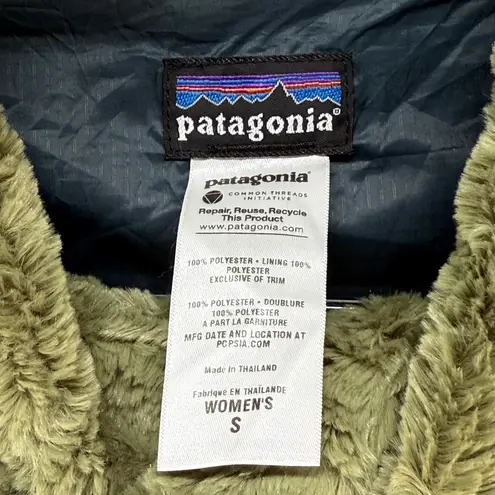 patagonia®
patagonia®
COMMON THREADS
INITIATIVE
Repair, Reuse, Recycle
This Product
www.patagonia.com
100% POLYESTER • LINING 100%
POLYESTER
EXCLUSIVE OF TRIM
100% POLYESTER • DOUBLURE
100% POLYESTER
A PART LA GARNITURE
MFG DATE AND LOCATION AT
PCPSIA.COM
Made in THAILAND
Fabriqué EN THAÏLANDE
WOMEN'S
S